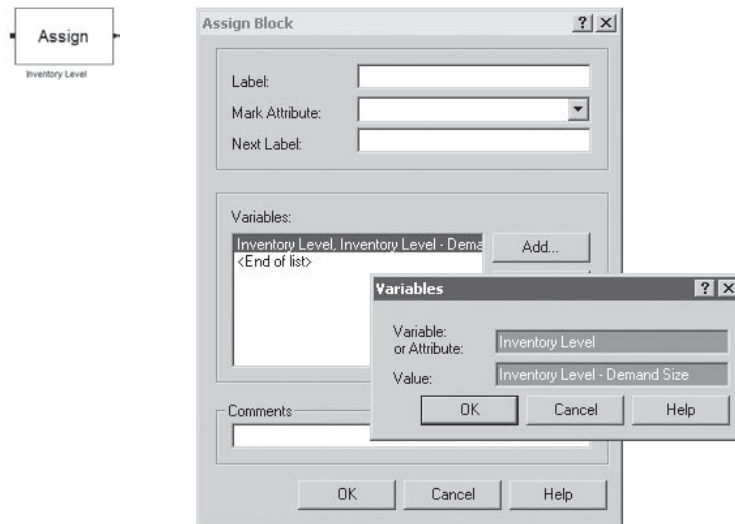 Assign
Inventory Level
Assign Block
Label:
Mark Attribute:
Next Label:
Variables:
Inventory Level, Inventory Level - Dema
<End of list>
Add...
Variables
Variable:
or Attribute:
Inventory Level
Value:
Inventory Level - Demand Size
OK
Cancel
Help
Comments
OK
Cancel
Help